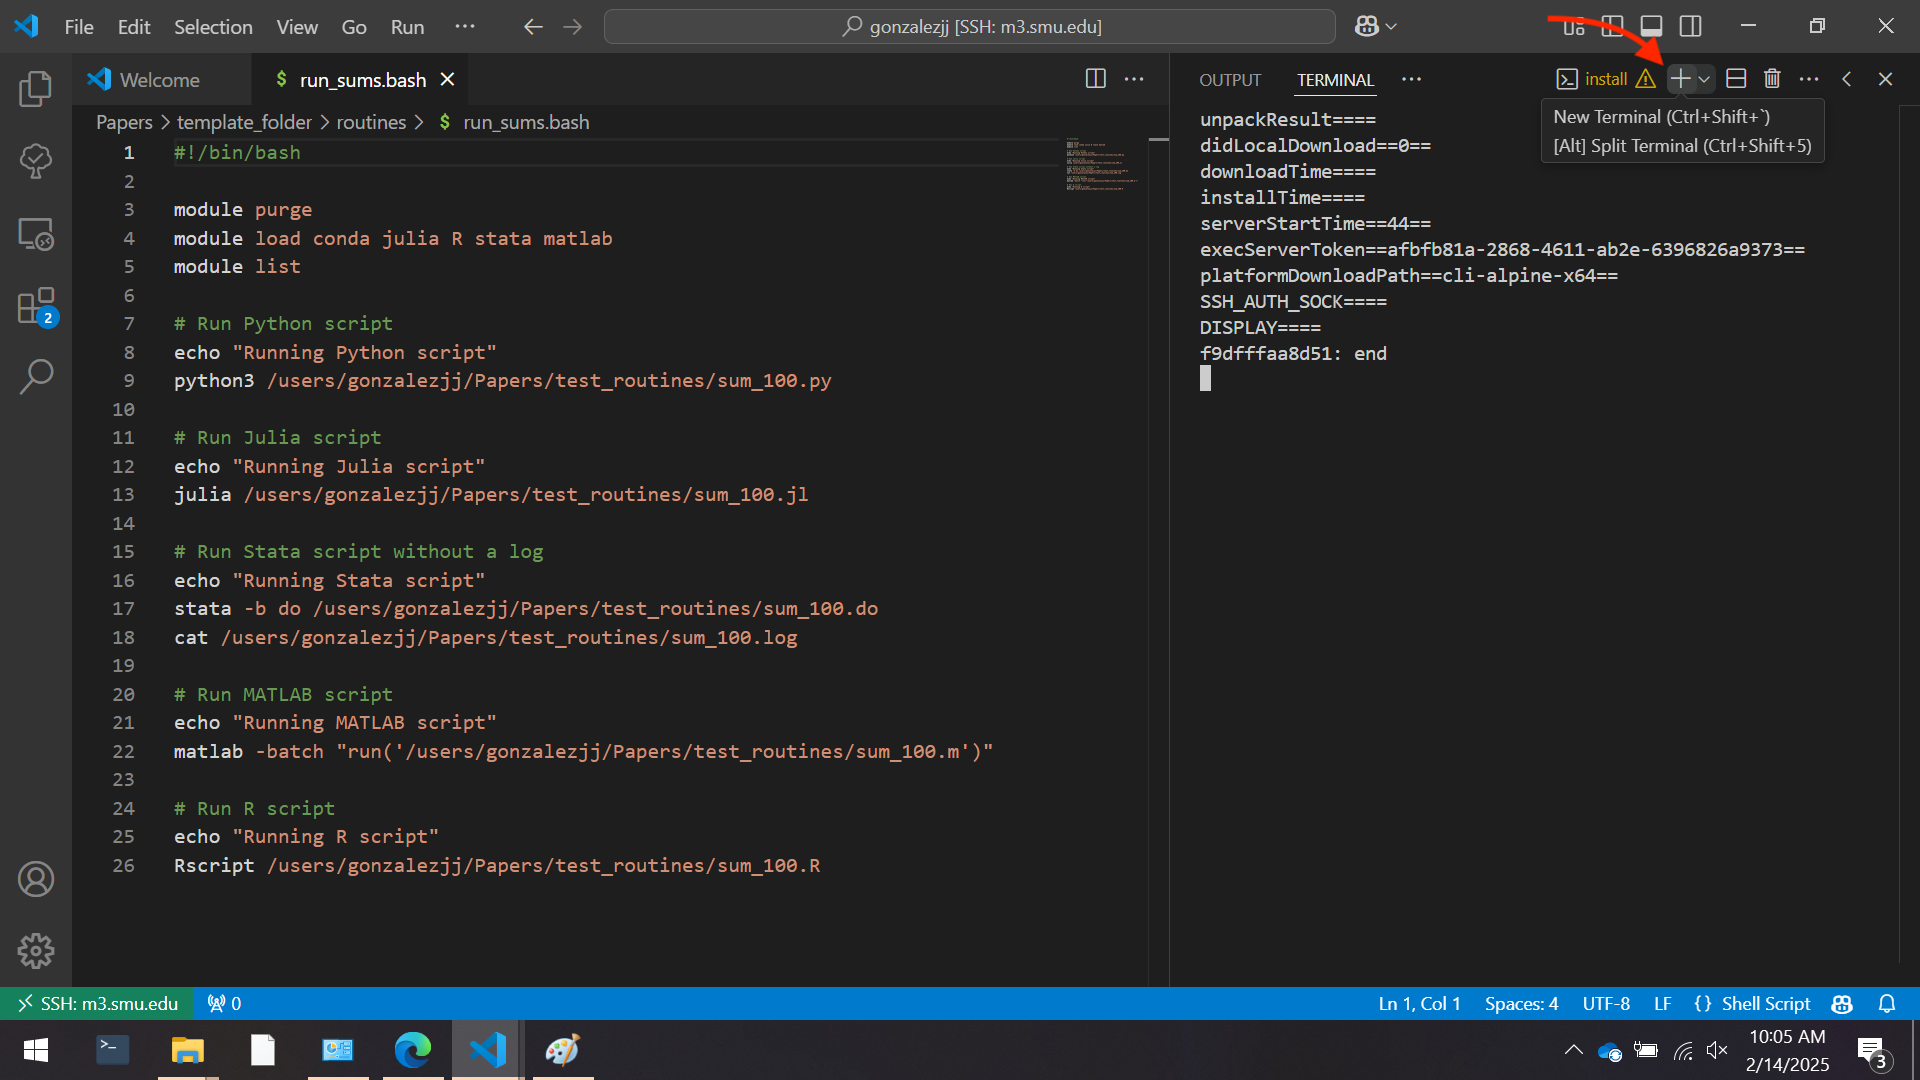 File Edit Selection View Go Run ···
gonzalezjj [SSH: m3.smu.edu]
Welcome
$ run_sums.bash
OUTPUT TERMINAL ···
install
New Terminal (Ctrl+Shift+`)
[Alt] Split Terminal (Ctrl+Shift+5)
Papers > template_folder > routines > $ run_sums.bash
1 #!/bin/bash
2
3 module purge
4 module load conda julia R stata matlab
5 module list
6
7 # Run Python script
8 echo "Running Python script"
9 python3 /users/gonzalezjj/Papers/test_routines/sum_100.py
10
11 # Run Julia script
12 echo "Running Julia script"
13 julia /users/gonzalezjj/Papers/test_routines/sum_100.jl
14
15 # Run Stata script without a log
16 echo "Running Stata script"
17 stata -b do /users/gonzalezjj/Papers/test_routines/sum_100.do
18 cat /users/gonzalezjj/Papers/test_routines/sum_100.log
19
20 # Run MATLAB script
21 echo "Running MATLAB script"
22 matlab -batch "run('/users/gonzalezjj/Papers/test_routines/sum_100.m')"
23
24 # Run R script
25 echo "Running R script"
26 Rscript /users/gonzalezjj/Papers/test_routines/sum_100.R
unpackResult====
didLocalDownload==0==
downloadTime====
installTime====
serverStartTime==44==
execServerToken==afbfb81a-2868-4611-ab2e-6396826a9373==
platformDownloadPath==cli-alpine-x64==
SSH_AUTH_SOCK====
DISPLAY====
f9dfffaa8d51: end
2
SSH: m3.smu.edu 0
Ln 1, Col 1 Spaces: 4 UTF-8 LF {} Shell Script
10:05 AM
2/14/2025
3